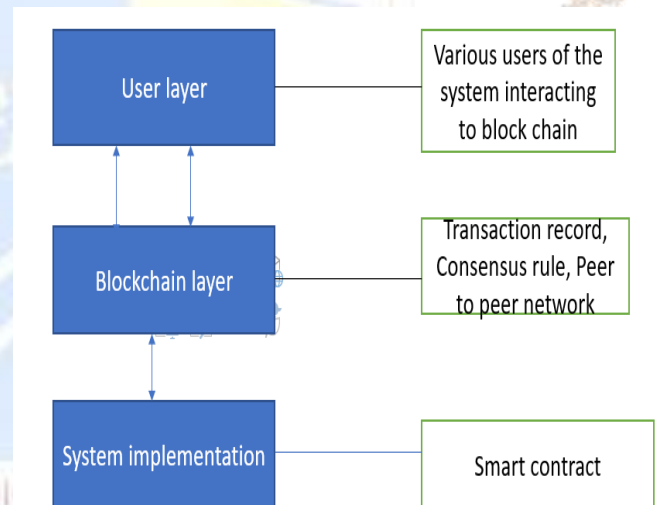 User layer
Various users of the
system interacting
to block chain
Blockchain layer
Transaction record,
Consensus rule, Peer
to peer network
System implementation
Smart contract